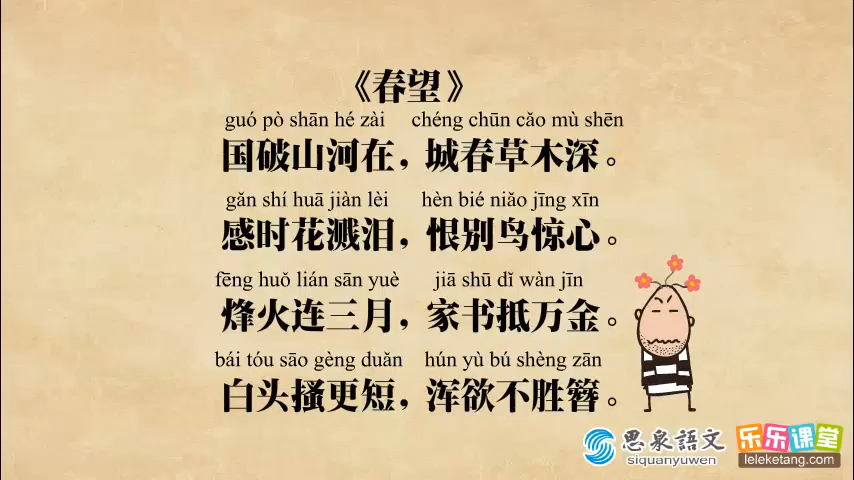 《春望》
guó pò shān hé zài chéng chūn cǎo mù shēn
国破山河在，城春草木深。
gǎn shí huā jiàn lèi hèn bié niǎo jīng xīn
感时花溅泪，恨别鸟惊心。
fēng huǒ lián sān yuè jiā shū dǐ wàn jīn
烽火连三月，家书抵万金。
bái tóu sāo gèng duǎn hún yù bú shèng zān
白头搔更短，浑欲不胜簪。
思泉語文
siquanyuwen
乐乐课堂
leleketang.com